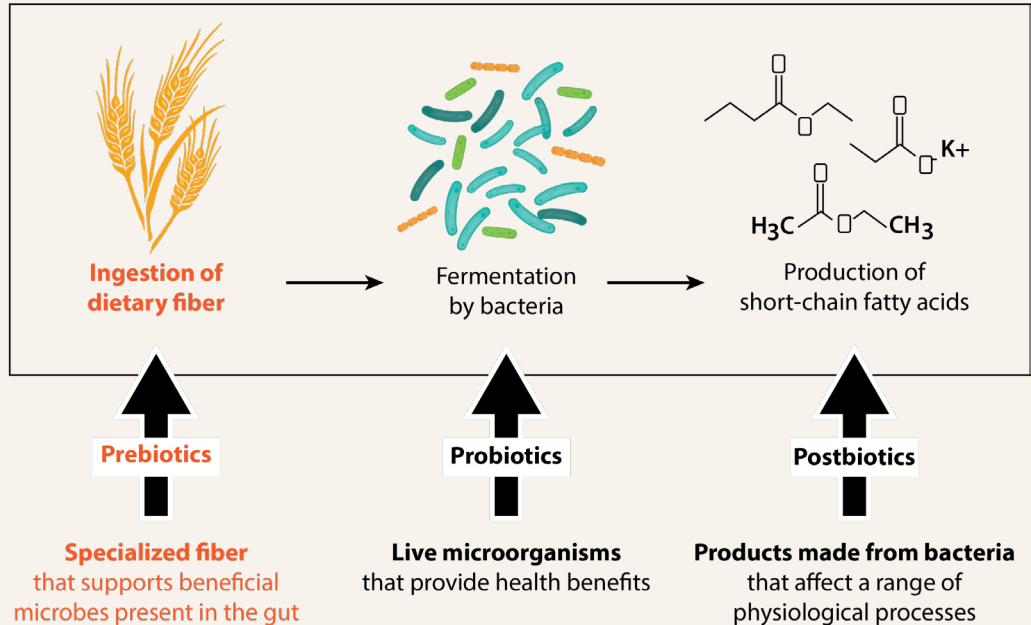 K+
H3C
CH3
Ingestion of
dietary fiber
Fermentation
by bacteria
Production of
short-chain fatty acids
Prebiotics
Probiotics
Postbiotics
Specialized fiber
that supports beneficial
microbes present in the gut
Live microorganisms
that provide health benefits
Products made from bacteria
that affect a range of
physiological processes